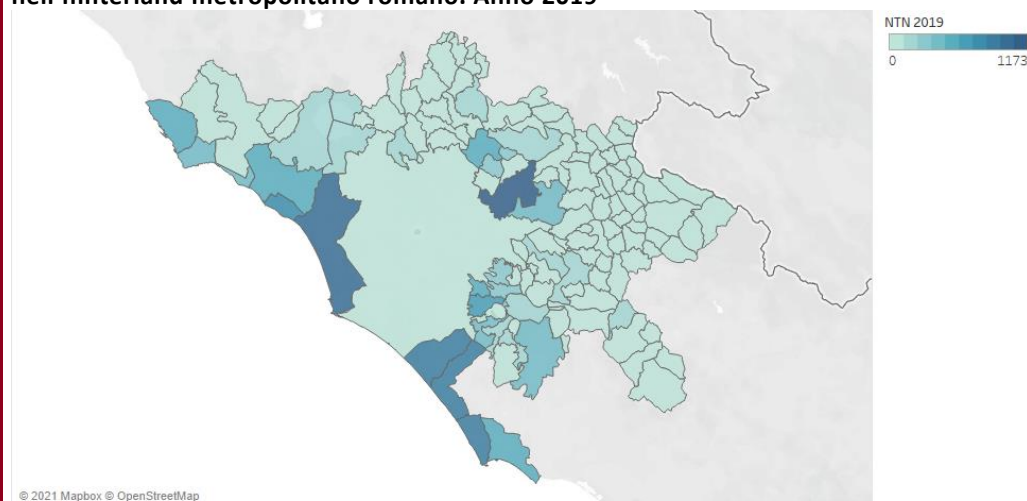 nell'hinterland metropolitano romano. Anno 2019
NTN 2019
0 1173
© 2021 Mapbox © OpenStreetMap